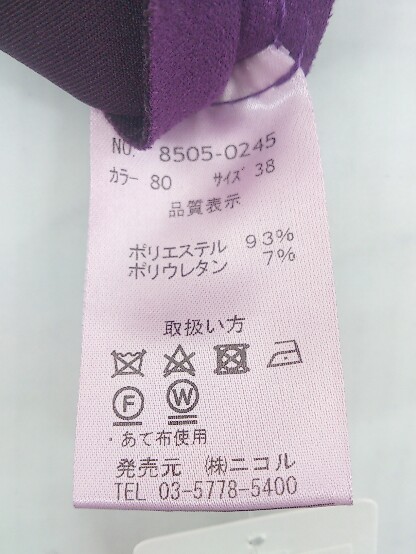 NO. 8505-0245
カラー 80 サイズ 38
品質表示
ポリエステル 93%
ポリウレタン 7%
取扱い方
F W
・あて布使用
発売元 ㈱ニコル
TEL 03-5778-5400